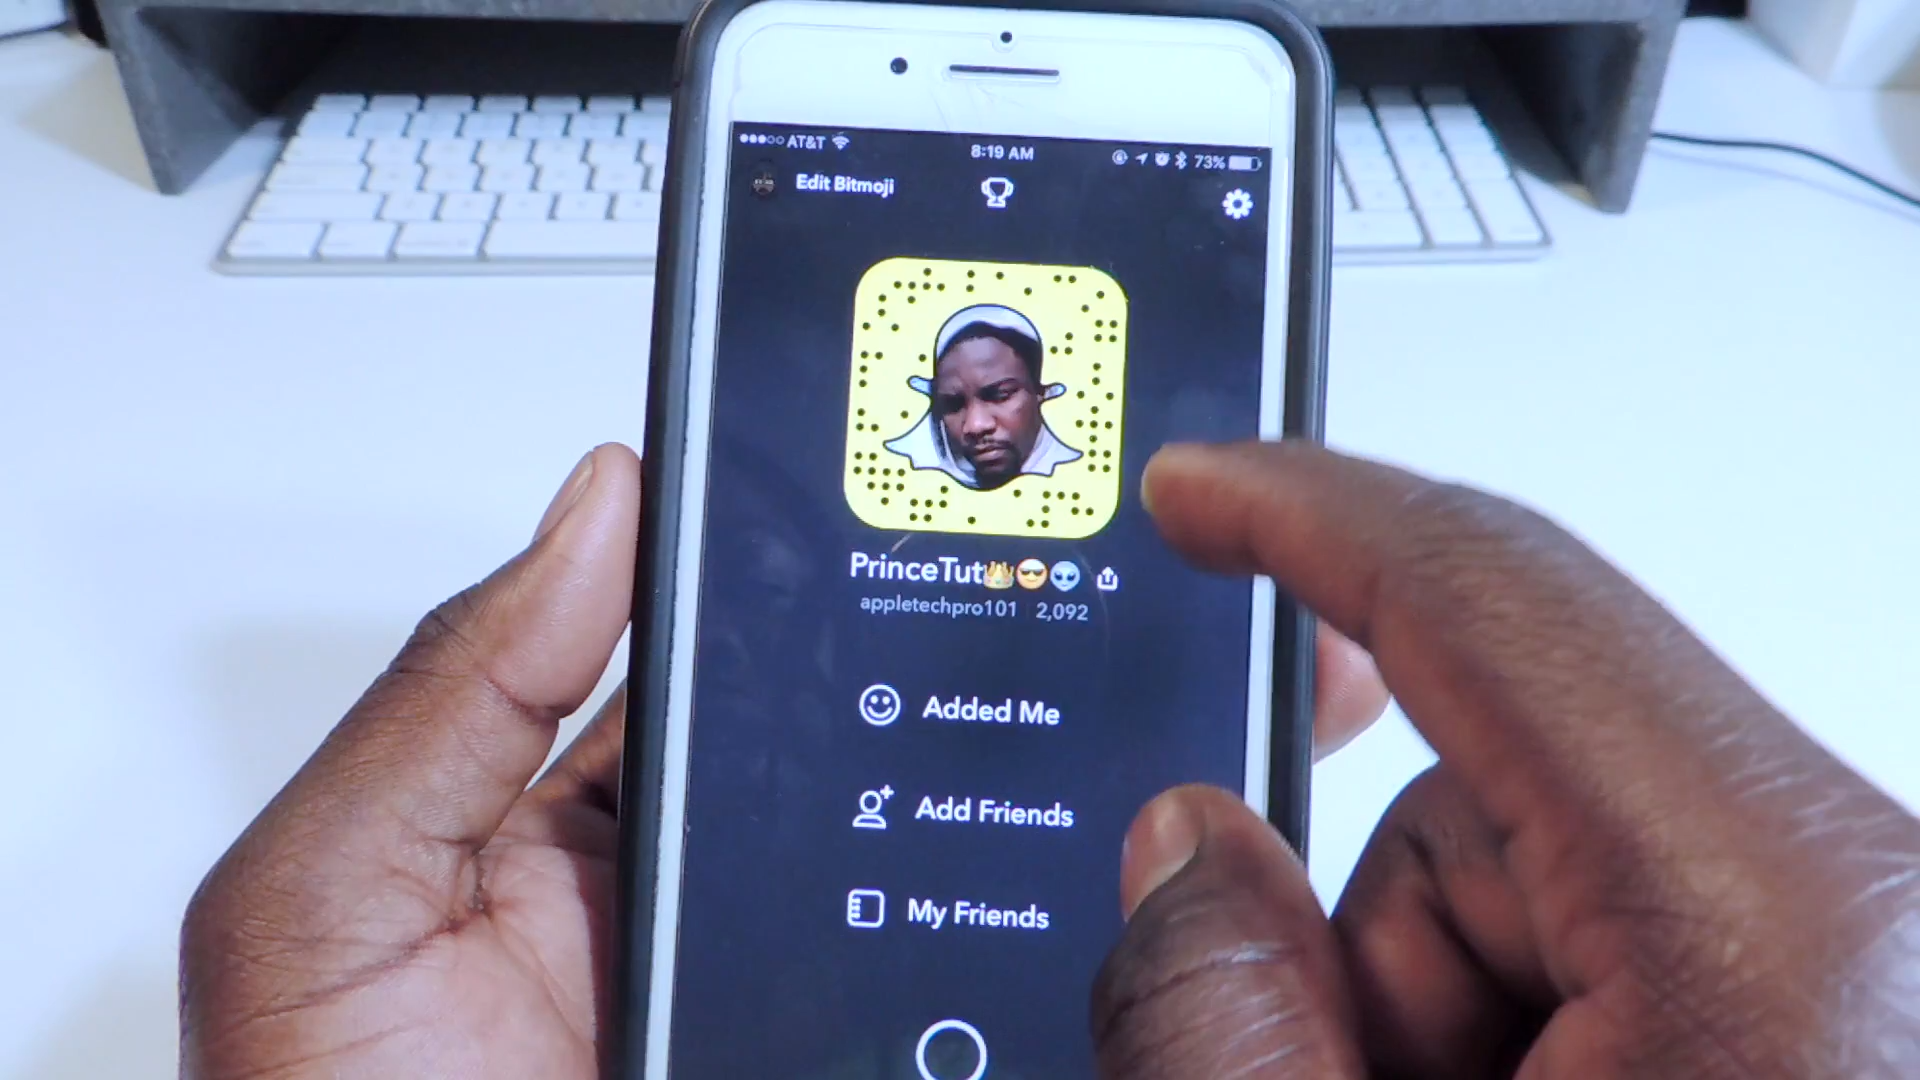 AT&T 8:19 AM 73%
Edit Bitmoji
PrinceTut👑😎👽
appletechpro101 2,092
Added Me
Add Friends
My Friends